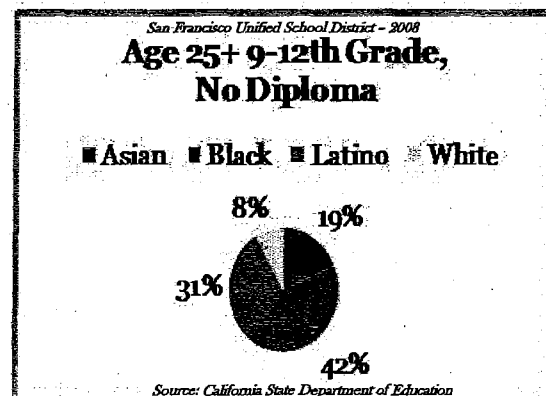 San Francisco Unified School District – 2008
Age 25+ 9-12th Grade,
No Diploma
Asian Black Latino White
8% 19%
31%
42%
Source: California State Department of Education